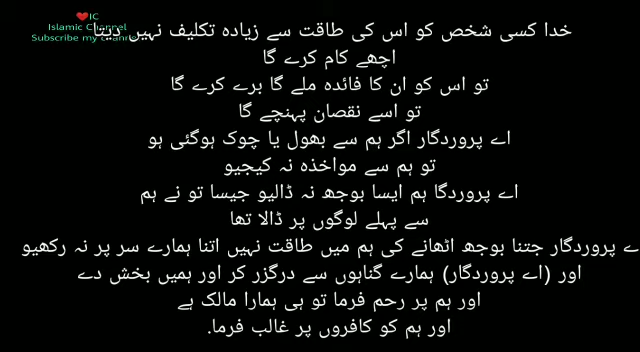 ❤IC
Islamic Channel
Subscribe my channel
خدا کسی شخص کو اس کی طاقت سے زیادہ تکلیف نہیں دیتا
اچھے کام کرے گا
تو اس کو ان کا فائدہ ملے گا برے کرے گا
تو اسے نقصان پہنچے گا
اے پروردگار اگر ہم سے بھول یا چوک ہوگئی ہو
تو ہم سے مواخذہ نہ کیجیو
اے پروردگا ہم ایسا بوجھ نہ ڈالیو جیسا تو نے ہم
سے پہلے لوگوں پر ڈالا تھا
ے پروردگار جتنا بوجھ اٹھانے کی ہم میں طاقت نہیں اتنا ہمارے سر پر نہ رکھیو
اور (اے پروردگار) ہمارے گناہوں سے درگزر کر اور ہمیں بخش دے
اور ہم پر رحم فرما تو ہی ہمارا مالک ہے
اور ہم کو کافروں پر غالب فرما.